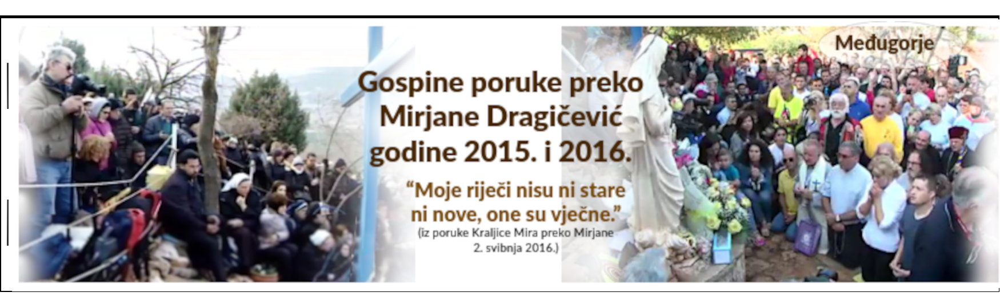 Međugorje
Gospine poruke preko
Mirjane Dragičević
godine 2015. i 2016.
“Moje riječi nisu ni stare
ni nove, one su vječne.”
(iz poruke Kraljice Mira preko Mirjane
2. svibnja 2016.)